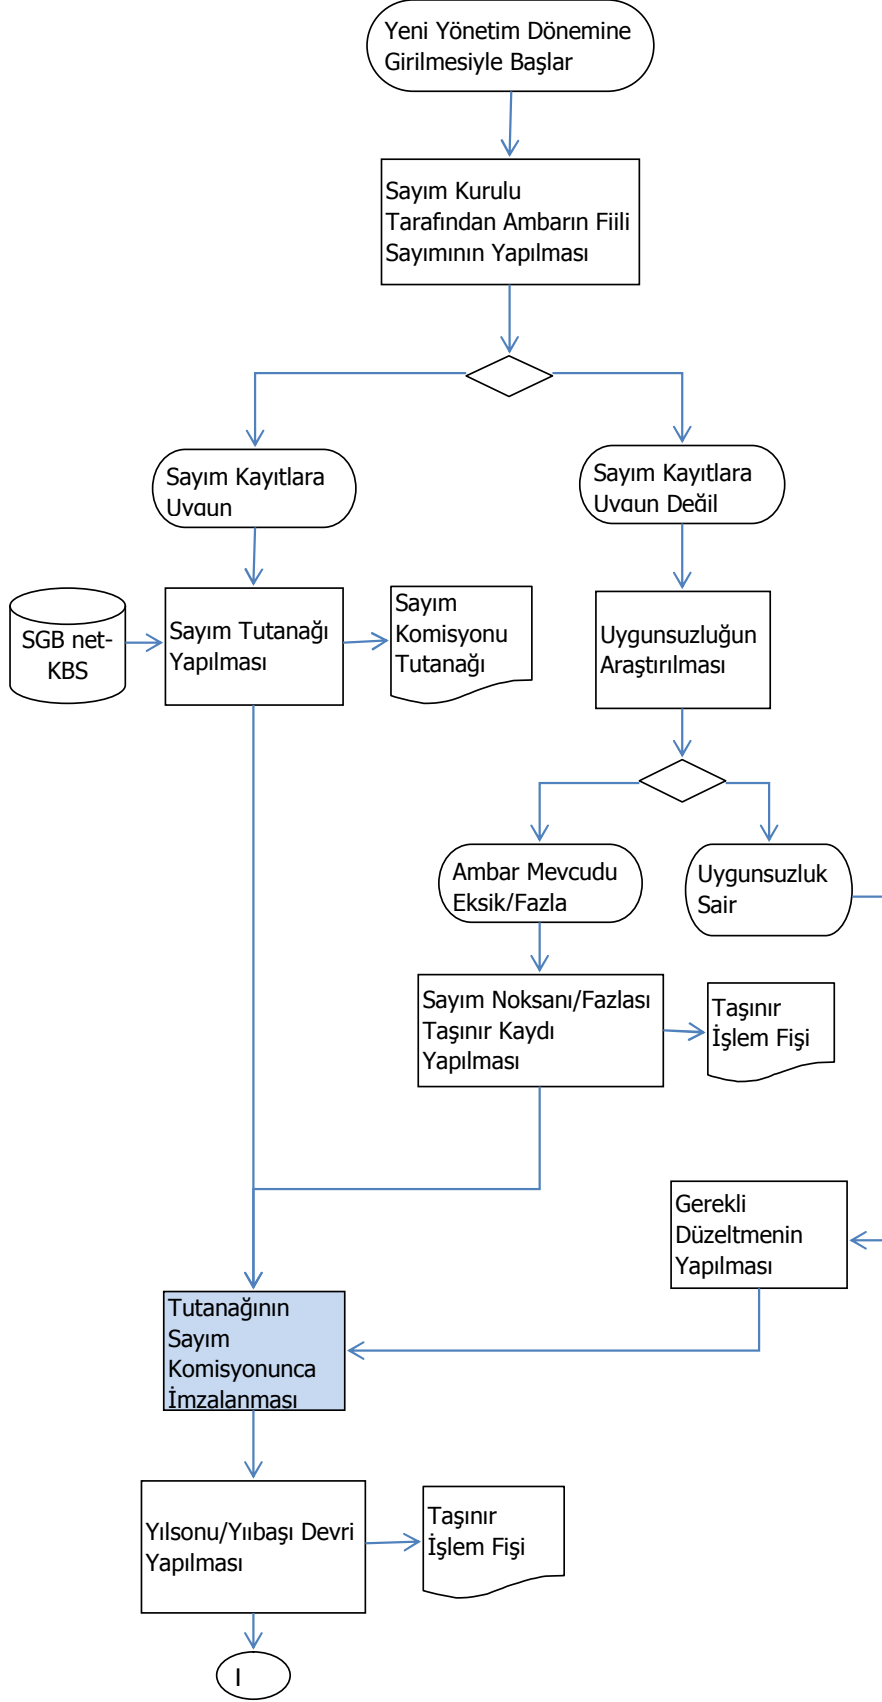 Yeni Yönetim Dönemine
Girilmesiyle Başlar
Sayım Kurulu
Tarafından Ambarın Fiili
Sayımının Yapılması
Sayım Kayıtlara
Uygun
Sayım Kayıtlara
Uygun Değil
SGB net-
KBS
Sayım Tutanağı
Yapılması
Sayım
Komisyonu
Tutanağı
Uygunsuzluğun
Araştırılması
Ambar Mevcudu
Eksik/Fazla
Uygunsuzluk
Sair
Sayım Noksanı/Fazlası
Taşınır Kaydı
Yapılması
Taşınır
İşlem Fişi
Gerekli
Düzeltmenin
Yapılması
Tutanağının
Sayım
Komisyonunca
İmzalanması
Yılsonu/Yııbaşı Devri
Yapılması
Taşınır
İşlem Fişi
I